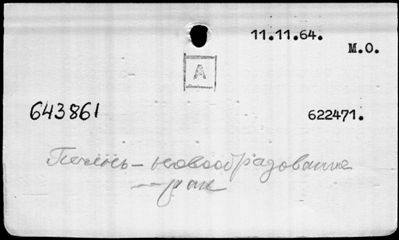 11.11.64.
М.О.
А
643861
622471.
Печень – новообразование
– рак